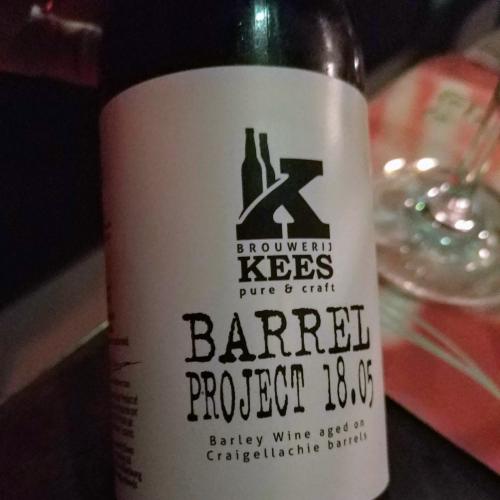 BROUWERIJ
KEES
pure & craft
BARREL
PROJECT 18.05
Barley Wine aged on
Craigellachie barrels